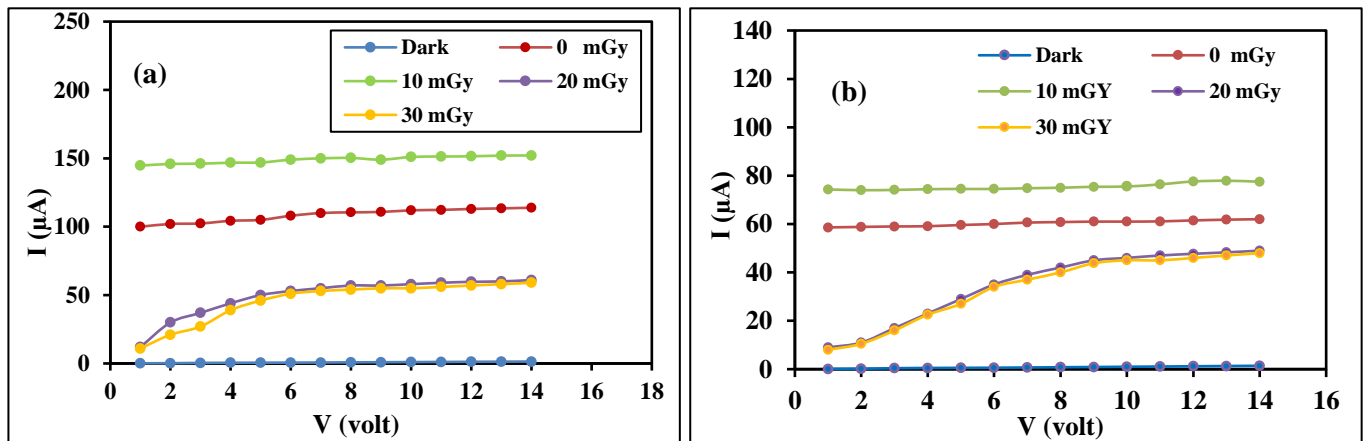 250
200
150
100
50
0
I (µA)
(a)
Dark
0 mGy
10 mGy
20 mGy
30 mGy
0 2 4 6 8 10 12 14 16 18
V (volt)
140
120
100
80
60
40
20
0
I (µA)
(b)
Dark
0 mGy
10 mGY
20 mGy
30 mGY
0 2 4 6 8 10 12 14 16
V (volt)